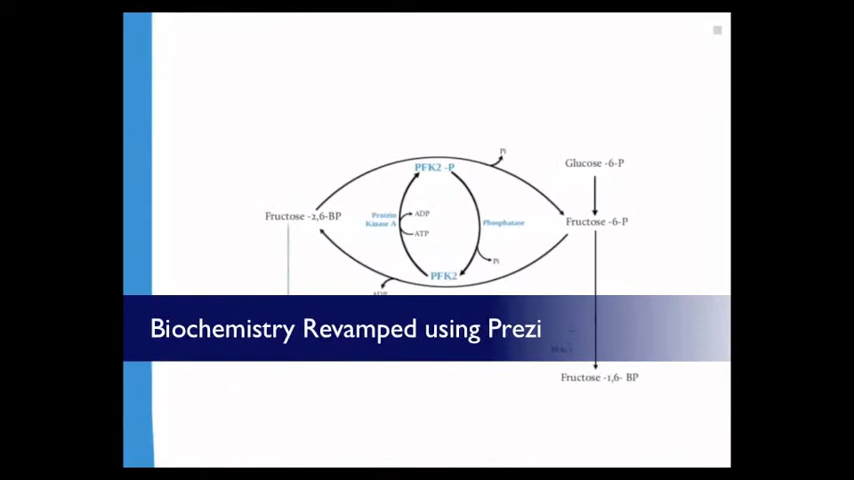 Pi
PFK2 -P
Glucose -6-P
Fructose -2,6-BP
Protein
Kinase A
ADP
ATP
Phosphatase
Fructose -6-P
Pi
PFK2
ADP
Biochemistry Revamped using Prezi
Fructose -1,6- BP